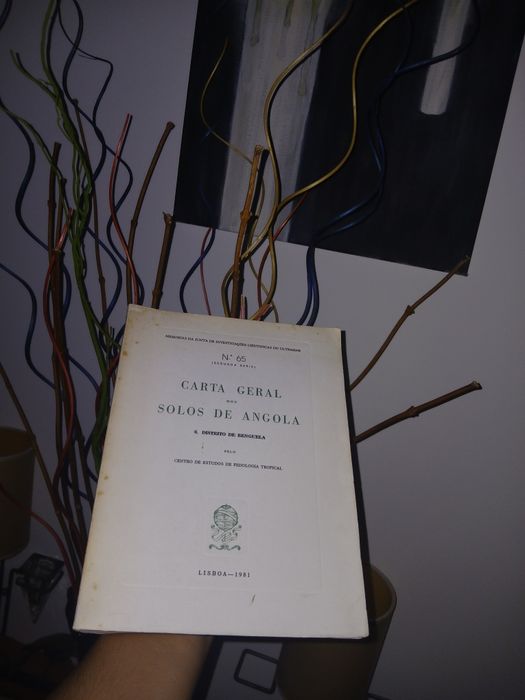 MEMÓRIAS DA JUNTA DE INVESTIGAÇÕES CIENTÍFICAS DO ULTRAMAR
N.º 65
(SEGUNDA SÉRIE)
CARTA GERAL
DOS
SOLOS DE ANGOLA
6. DISTRITO DE BENGUELA
PELO
CENTRO DE ESTUDOS DE PEDOLOGIA TROPICAL
LISBOA—1981